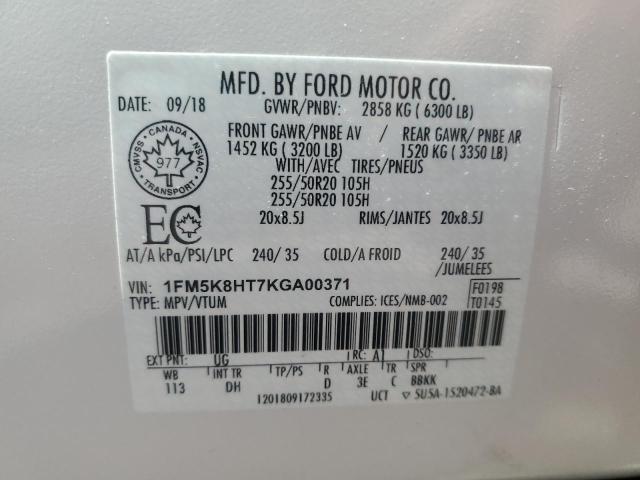 MFD. BY FORD MOTOR CO.
DATE: 09/18 GVWR/PNBV: 2858 KG ( 6300 LB)
FRONT GAWR/PNBE AV / REAR GAWR/ PNBE AR
1452 KG ( 3200 LB) 1520 KG ( 3350 LB)
WITH/AVEC TIRES/PNEUS
255/50R20 105H
255/50R20 105H
CMVSS · CANADA · NSVAC
977
TRANSPORT
EC
20x8.5J RIMS/JANTES 20x8.5J
AT/A kPa/PSI/LPC 240/ 35 COLD/A FROID 240/ 35
/JUMELEES
VIN: 1FM5K8HT7KGA00371 F0198
TYPE: MPV/VTUM COMPLIES: ICES/NMB-002 T0145
EXT PNT: UG RC: A1 DSO:
WB INT TR TP/PS R AXLE TR SPR
113 DH D 3E C BBKK
1201809172335 UCT ▽ 5U5A-1520472-BA